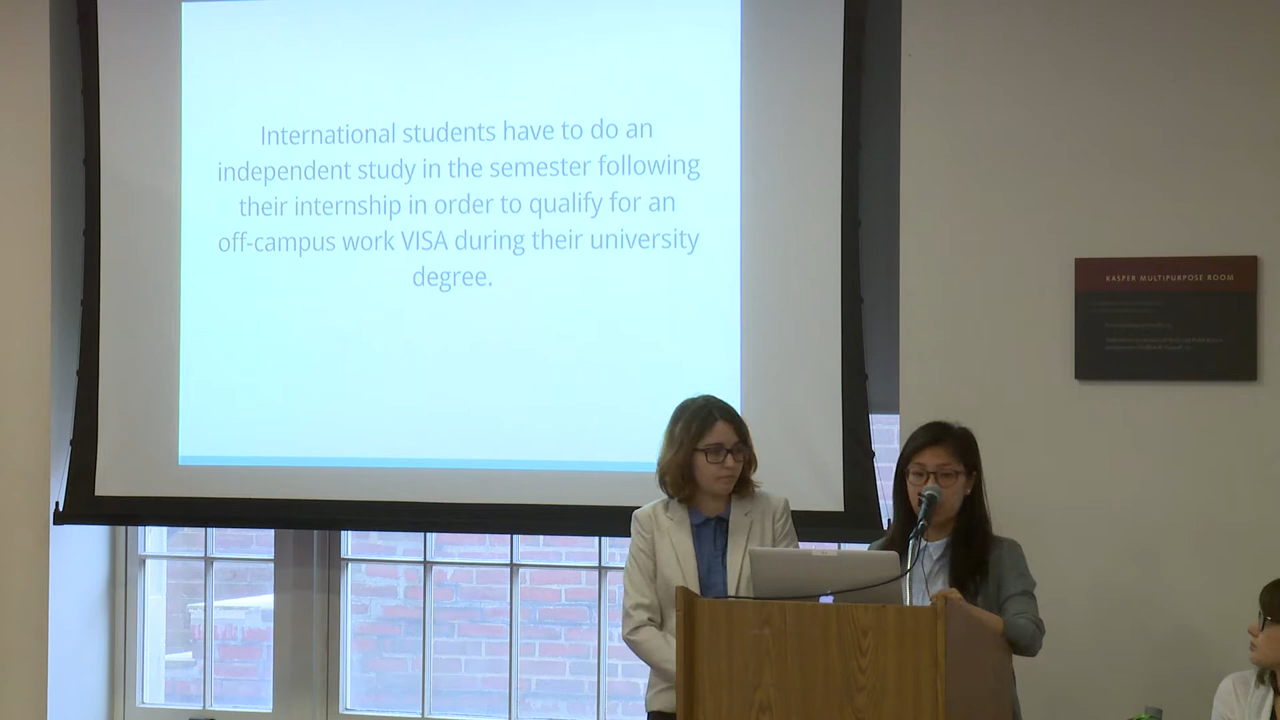 International students have to do an
independent study in the semester following
their internship in order to qualify for an
off-campus work VISA during their university
degree.
KASPER MULTIPURPOSE ROOM